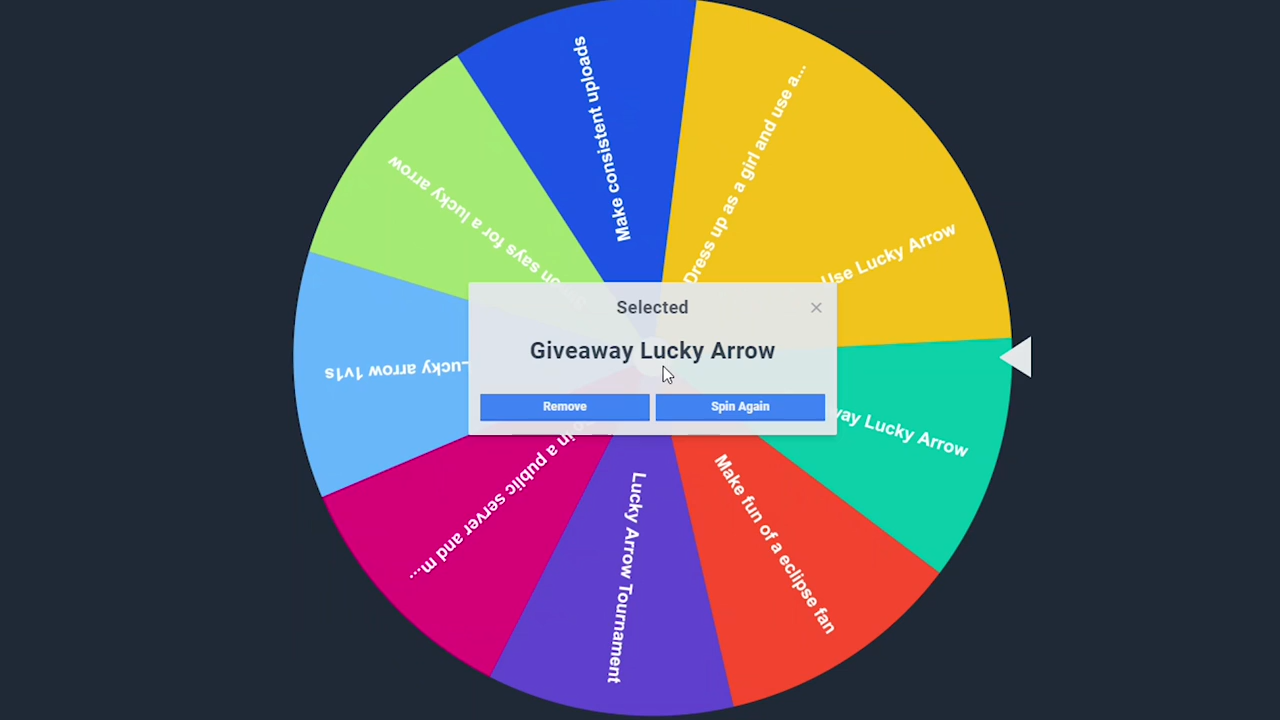 Make consistent uploads
Dress up as a girl and use a...
Use Lucky Arrow
on says for a lucky arrow
Selected
Giveaway Lucky Arrow
Remove
Spin Again
Lucky arrow 1v1s
Lucky Arrow
in a public server and m...
Lucky Arrow Tournament
Make fun of a eclipse fan